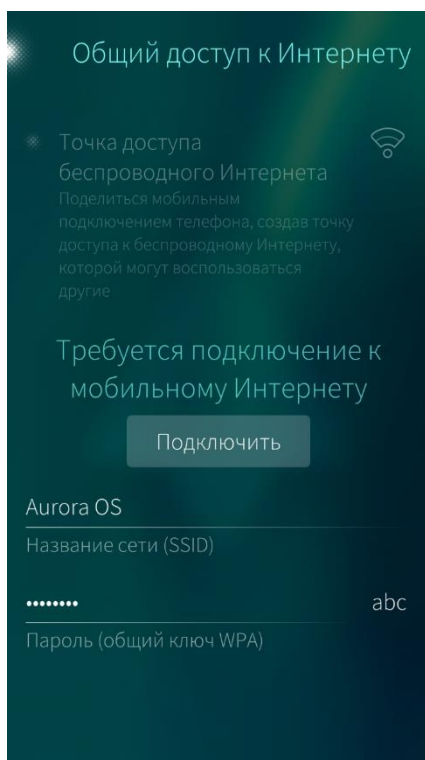 Общий доступ к Интернету
Точка доступа
беспроводного Интернета
Поделиться мобильным
подключением телефона, создав точку
доступа к беспроводному Интернету,
которой могут воспользоваться
другие
Требуется подключение к
мобильному Интернету
Подключить
Aurora OS
Название сети (SSID)
•••••••• abc
Пароль (общий ключ WPA)